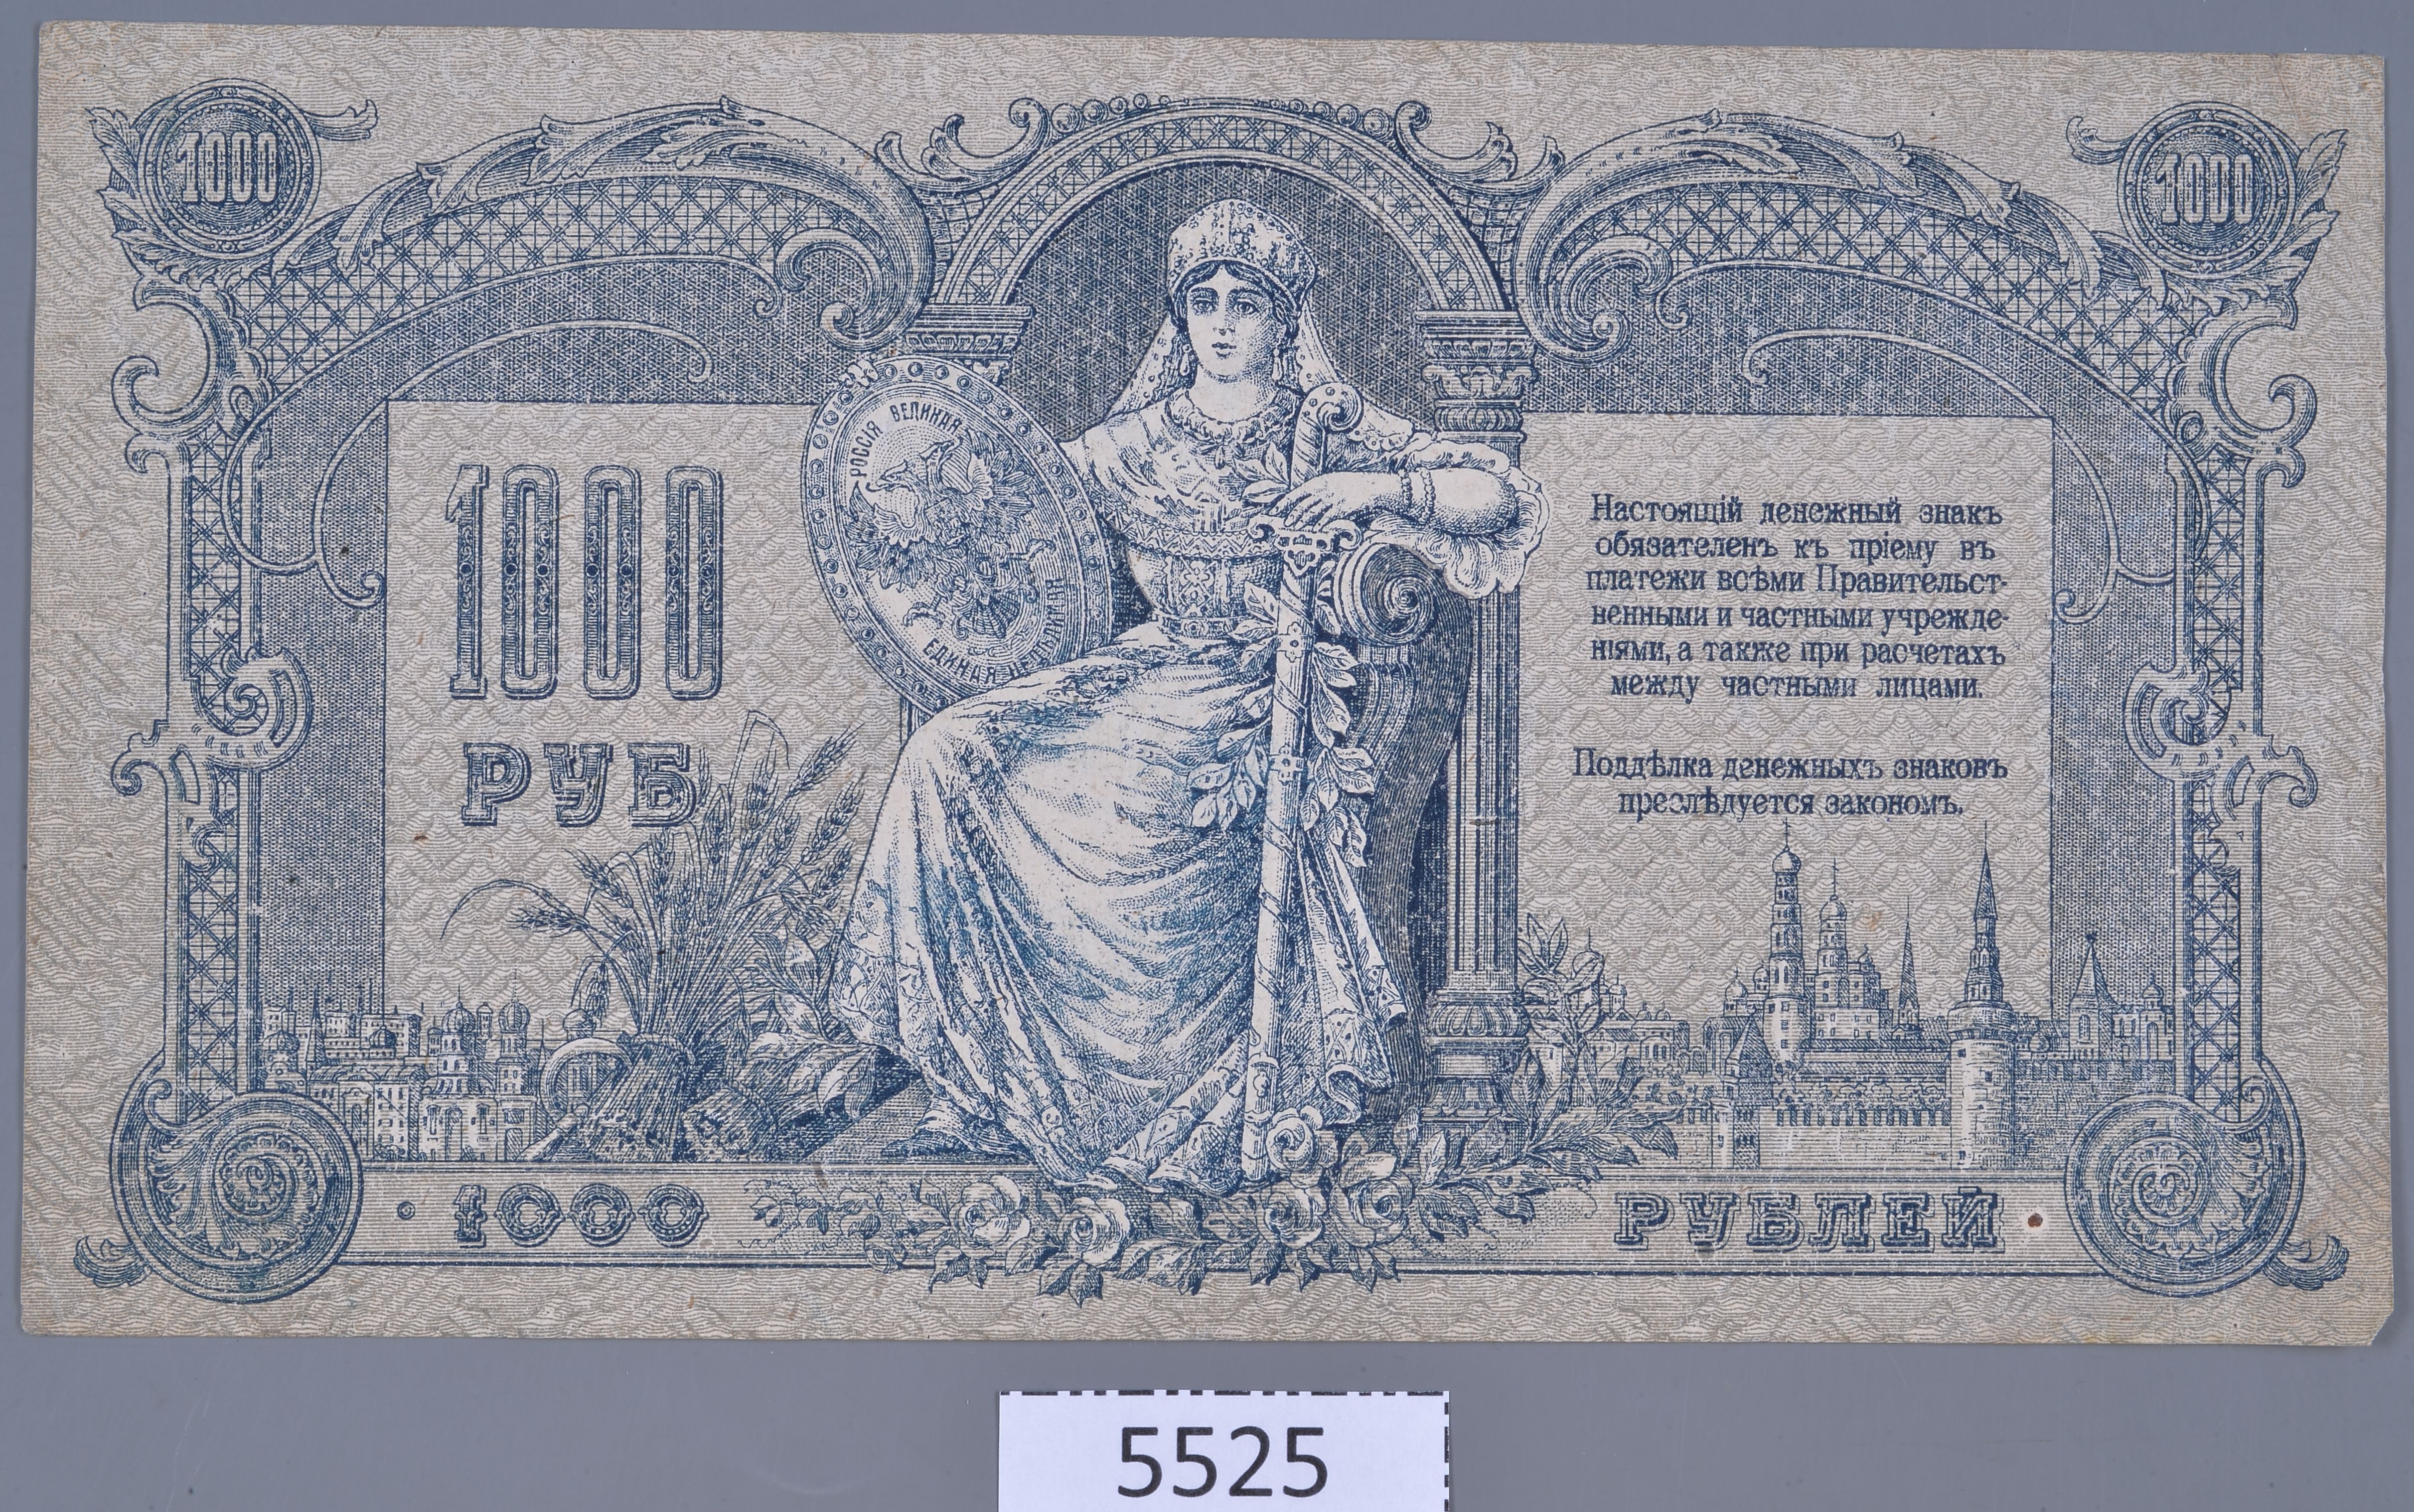 1000
1000
РОССІЯ ВЕЛИКАЯ
ЕДИНАЯ НЕДѢЛИМАЯ
1000
РУБ
Настоящій денежный знакъ
обязателенъ къ пріему въ
платежи всѣми Правительст-
венными и частными учрежде-
ніями, а также при расчетахъ
между частными лицами.
Поддѣлка денежныхъ знаковъ
преслѣдуется закономъ.
1000
РУБЛЕЙ
5525